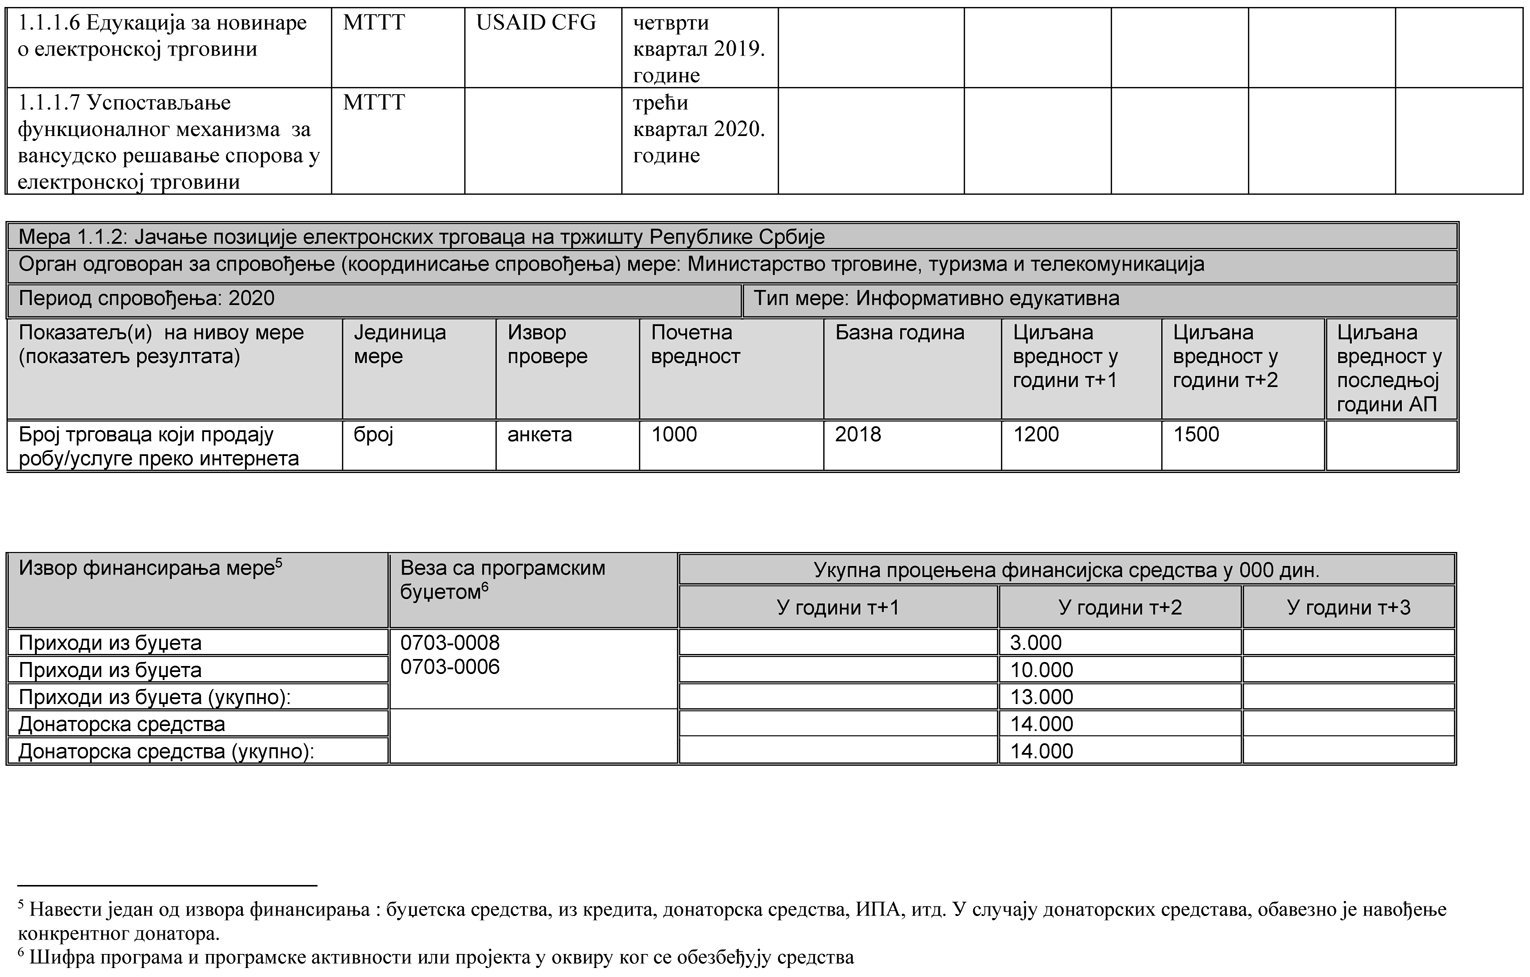 1.1.1.6 Едукација за новинаре о електронској трговини МТТТ USAID CFG четврти квартал 2019. године
1.1.1.7 Успостављање функционалног механизма за вансудско решавање спорова у електронској трговини МТТТ трећи квартал 2020. године
Мера 1.1.2: Јачање позиције електронских трговаца на тржишту Републике Србије
Орган одговоран за спровођење (координисање спровођења) мере: Министарство трговине, туризма и телекомуникација
Период спровођења: 2020 Тип мере: Информативно едукативна
Показатељ(и) на нивоу мере (показатељ резултата) Јединица мере Извор провере Почетна вредност Базна година Циљана вредност у години т+1 Циљана вредност у години т+2 Циљана вредност у последњој години АП
Број трговаца који продају робу/услуге преко интернета број анкета 1000 2018 1200 1500
Извор финансирања мере5 Веза са програмским буџетом6 Укупна процењена финансијска средства у 000 дин.
У години т+1 У години т+2 У години т+3
Приходи из буџета 0703-0008 3.000
Приходи из буџета 0703-0006 10.000
Приходи из буџета (укупно): 13.000
Донаторска средства 14.000
Донаторска средства (укупно): 14.000
5 Навести један од извора финансирања : буџетска средства, из кредита, донаторска средства, ИПА, итд. У случају донаторских средстава, обавезно је навођење
конкретног донатора.
6 Шифра програма и програмске активности или пројекта у оквиру ког се обезбеђују средства